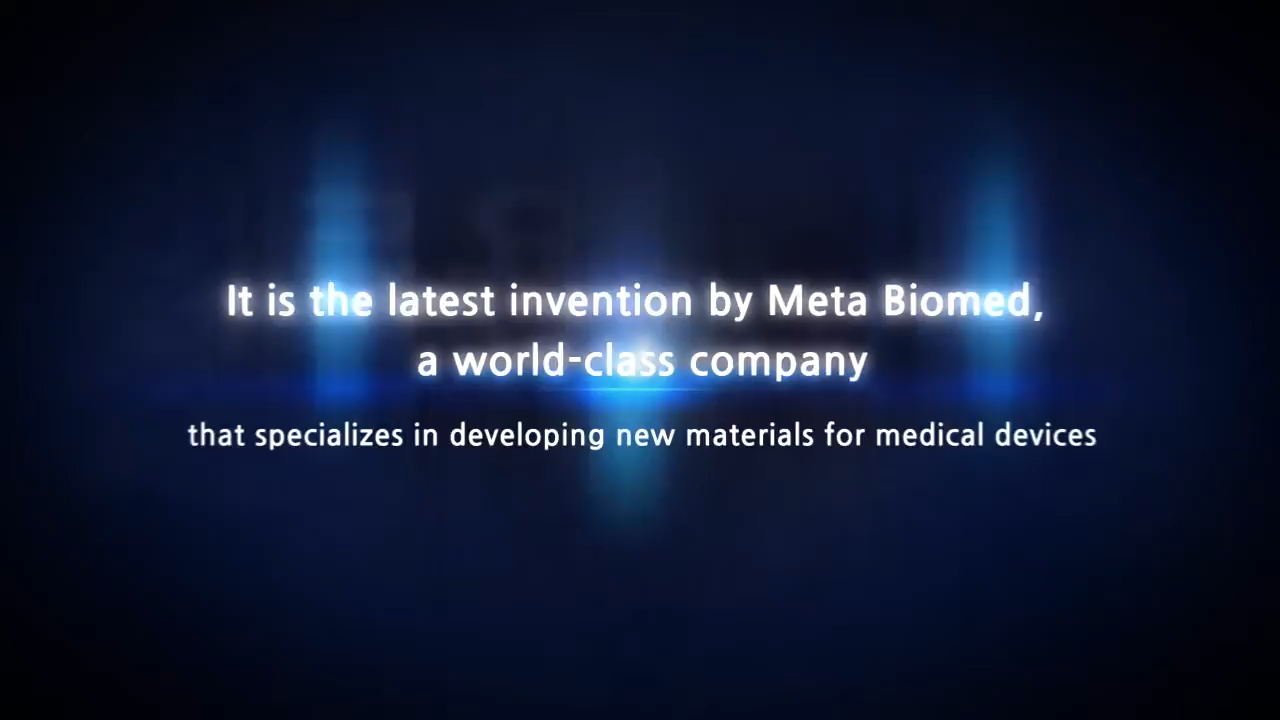 It is the latest invention by Meta Biomed,
a world-class company
that specializes in developing new materials for medical devices